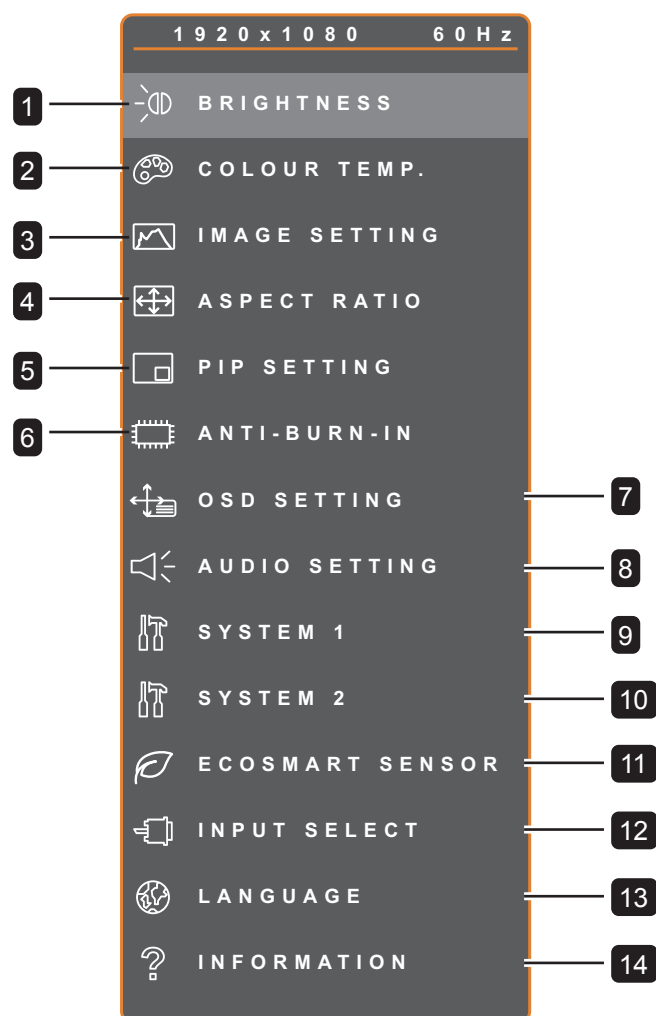 1920x1080 60Hz
1 BRIGHTNESS
2 COLOUR TEMP.
3 IMAGE SETTING
4 ASPECT RATIO
5 PIP SETTING
6 ANTI-BURN-IN
OSD SETTING 7
AUDIO SETTING 8
SYSTEM 1 9
SYSTEM 2 10
ECOSMART SENSOR 11
INPUT SELECT 12
LANGUAGE 13
INFORMATION 14